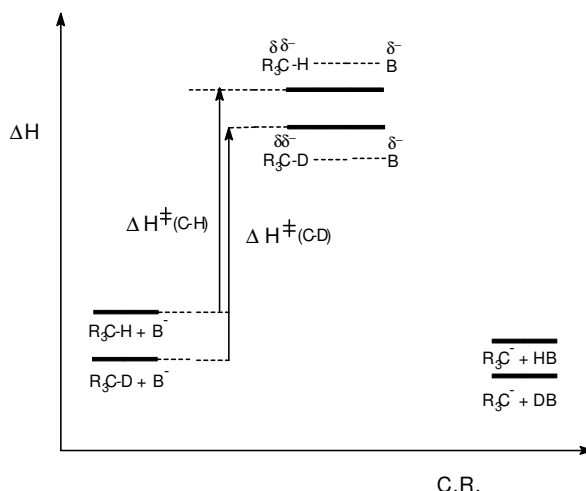 δ δ⁻ δ⁻
R₃C-H B
ΔH
δδ⁻ δ⁻
R₃C-D B
ΔH‡(C-H)
ΔH‡(C-D)
R₃C-H + B⁻
R₃C-D + B⁻
R₃C⁻ + HB
R₃C⁻ + DB
C.R.